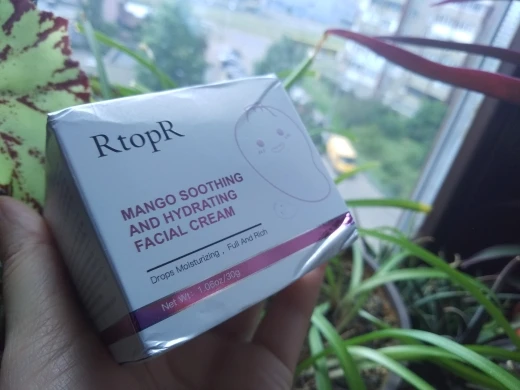 RtopR
MANGO SOOTHING
AND HYDRATING
FACIAL CREAM
Drops Moisturizing , Full And Rich
Net Wt: 1.06oz/30g